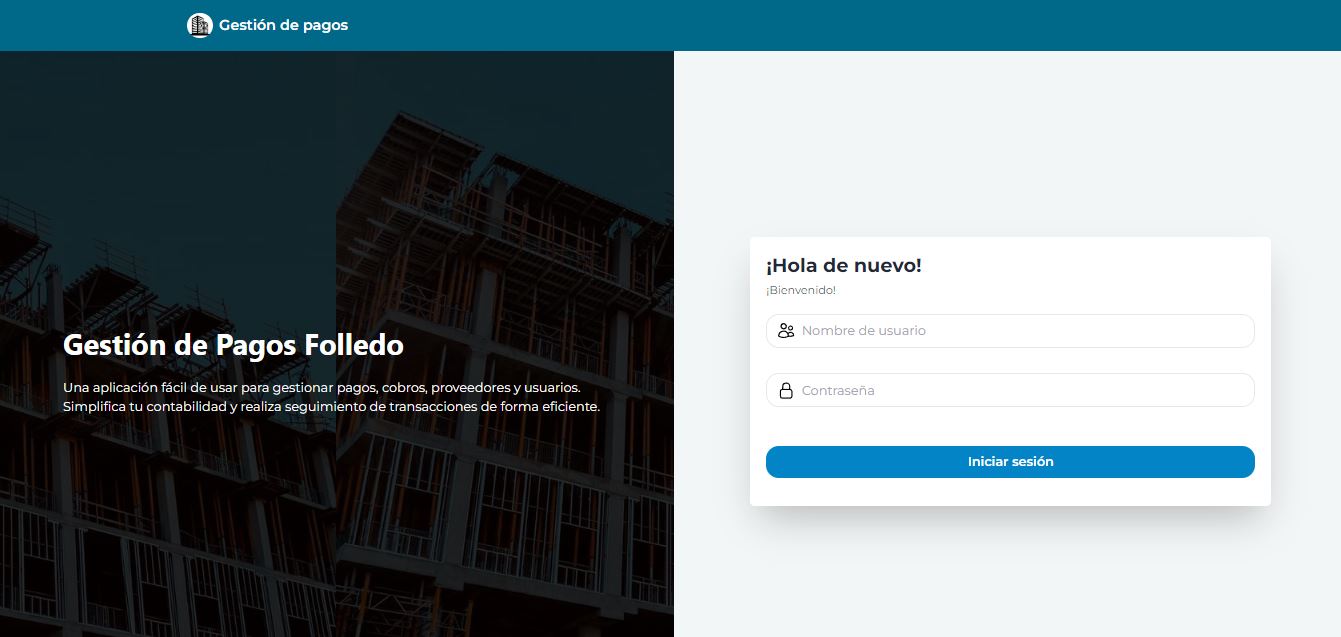 Gestión de pagos
Gestión de Pagos Folledo
Una aplicación fácil de usar para gestionar pagos, cobros, proveedores y usuarios.
Simplifica tu contabilidad y realiza seguimiento de transacciones de forma eficiente.
¡Hola de nuevo!
¡Bienvenido!
Nombre de usuario
Contraseña
Iniciar sesión